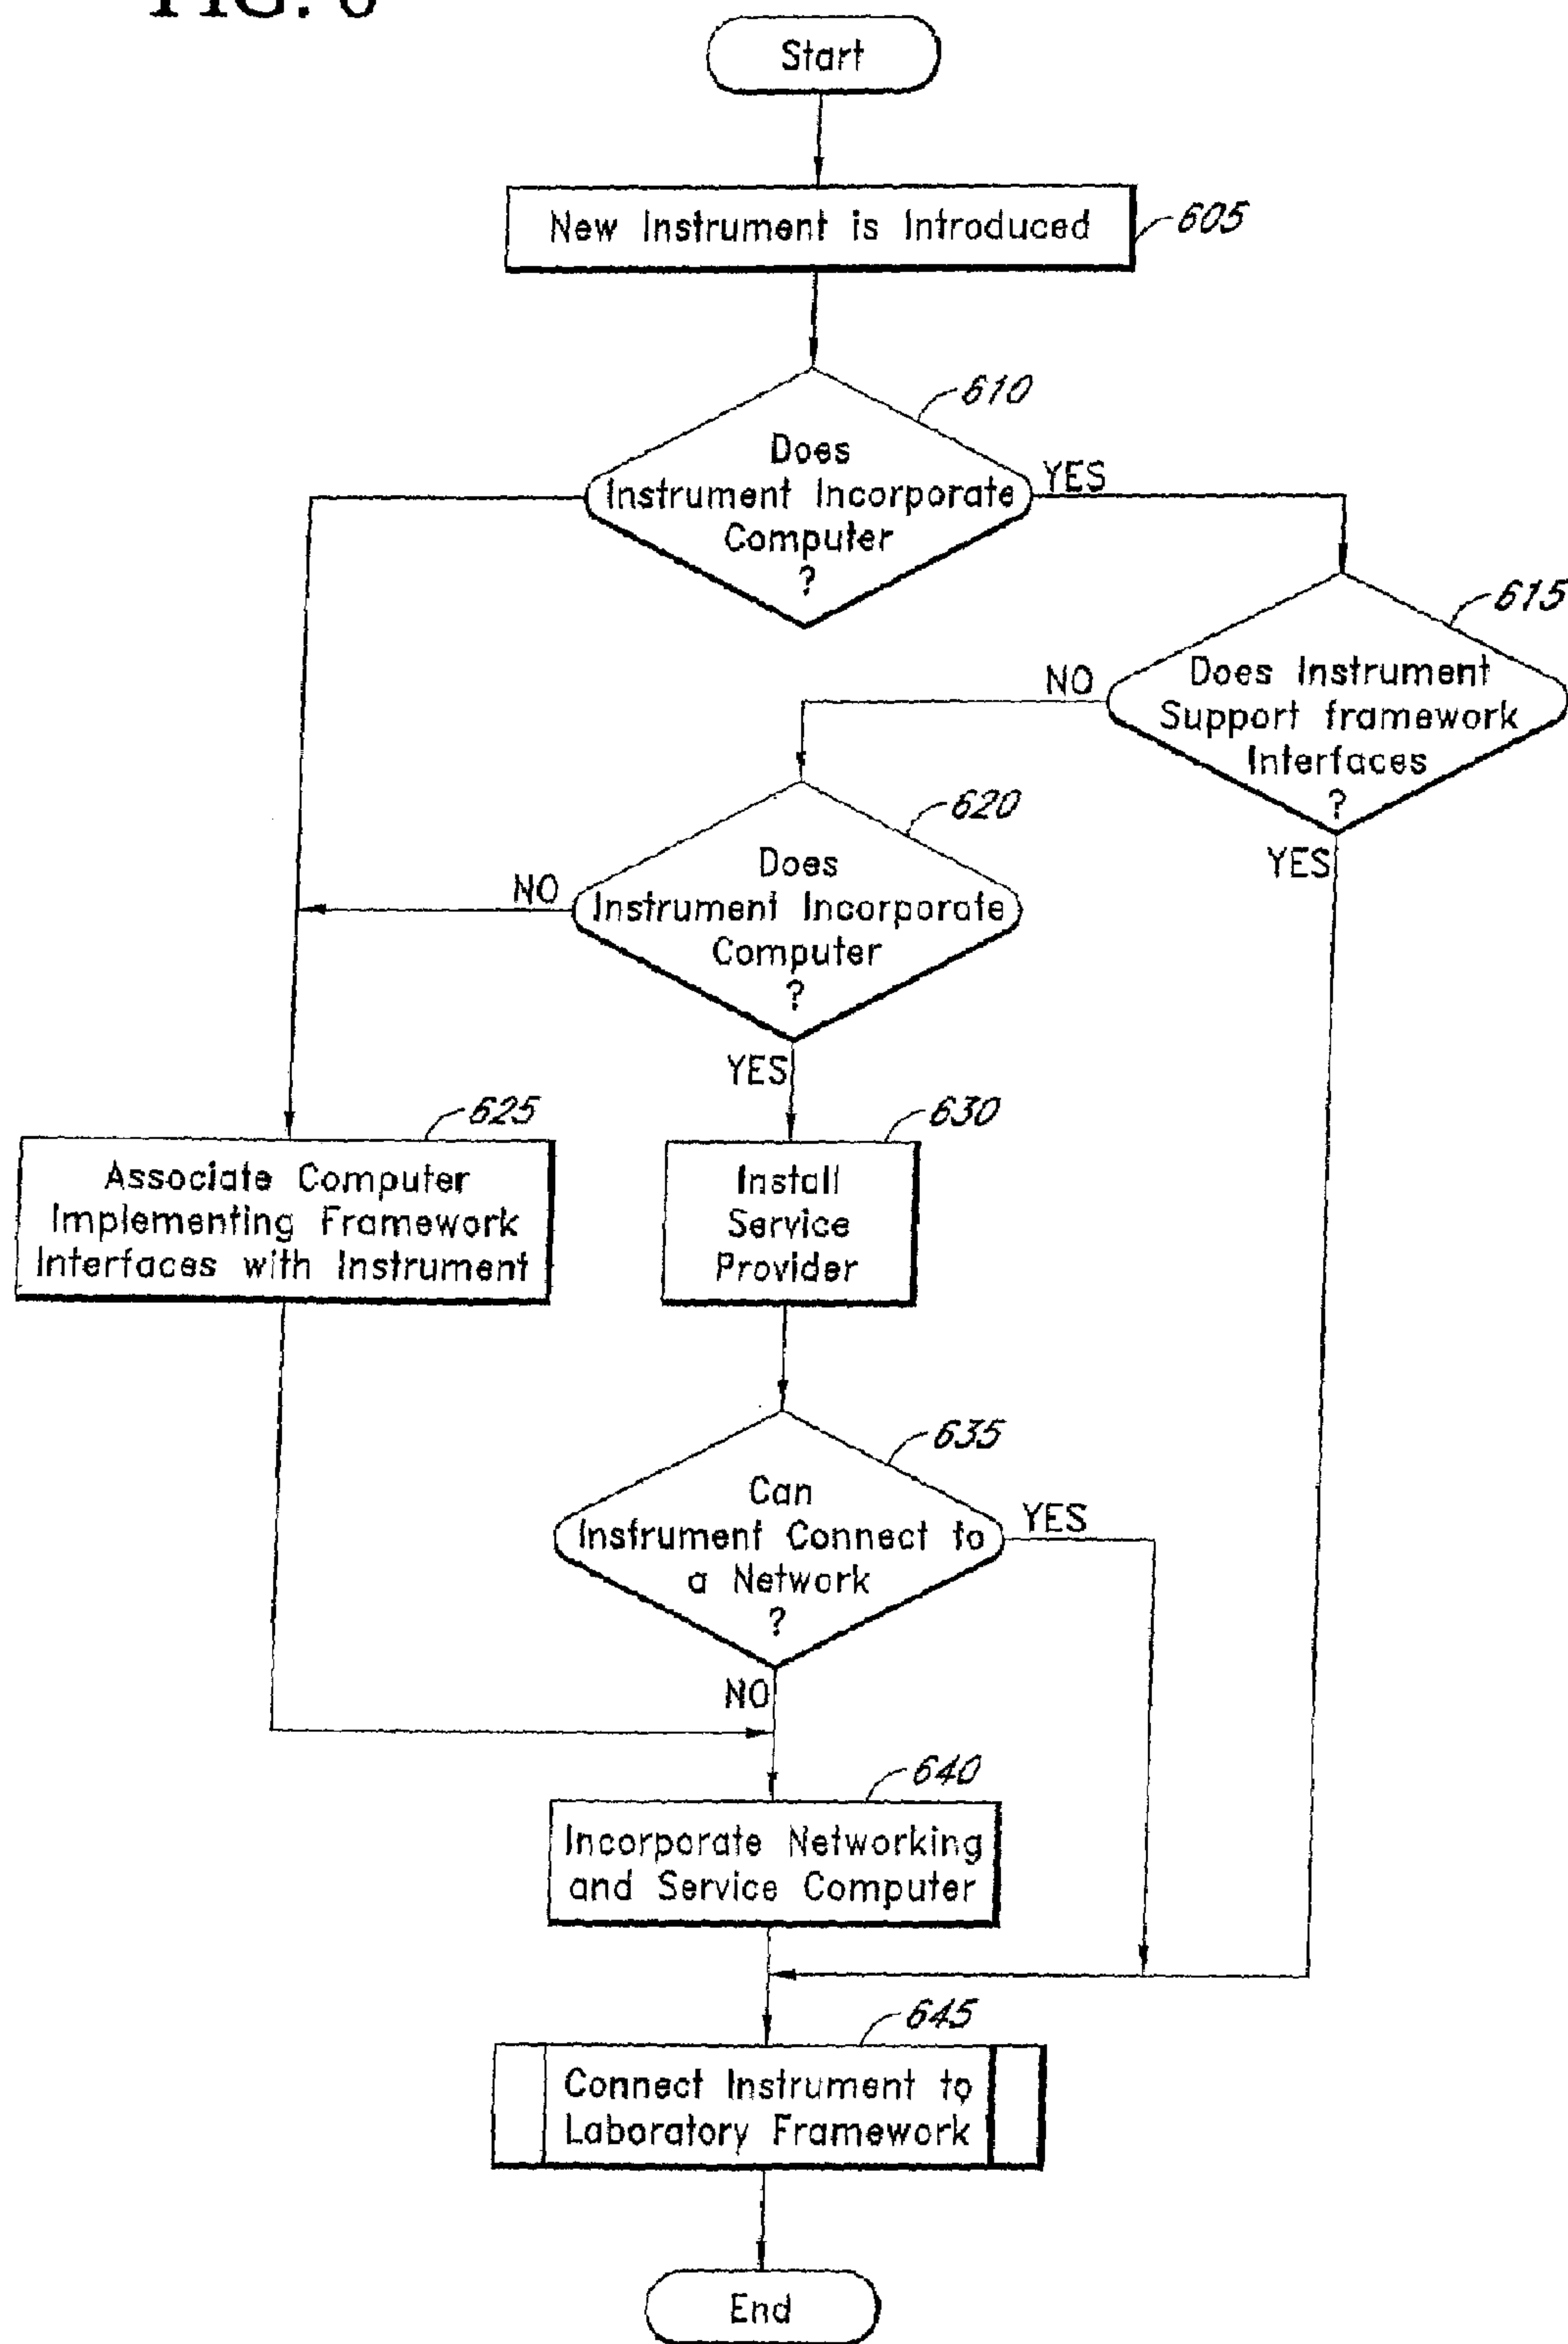 Start
New Instrument is Introduced
605
610
Does
Instrument Incorporate
Computer
?
YES
615
Does Instrument
Support framework
Interfaces
?
NO
YES
620
Does
Instrument Incorporate
Computer
?
NO
YES
625
Associate Computer
Implementing Framework
Interfaces with Instrument
630
Install
Service
Provider
635
Can
Instrument Connect to
a Network
?
YES
NO
640
Incorporate Networking
and Service Computer
645
Connect Instrument to
Laboratory Framework
End